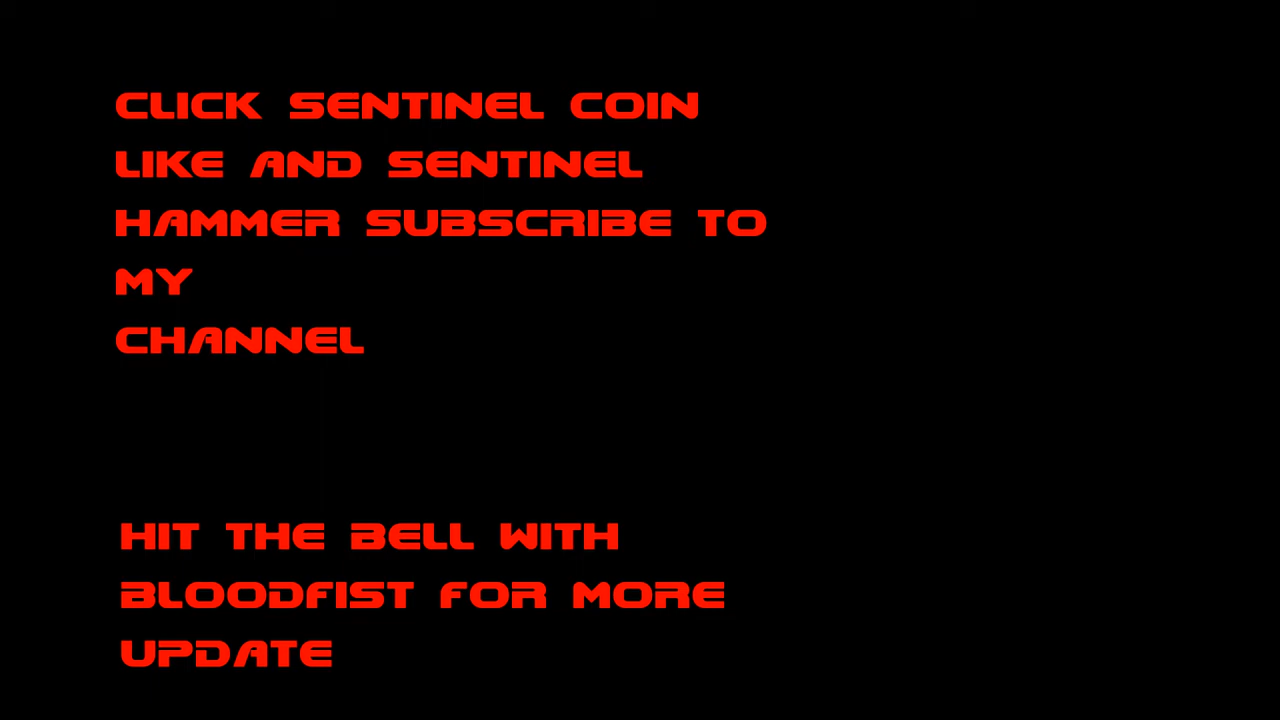 CLICK SENTINEL COIN
LIKE AND SENTINEL
HAMMER SUBSCRIBE TO
MY
CHANNEL
HIT THE BELL WITH
BLOODFIST FOR MORE
UPDATE